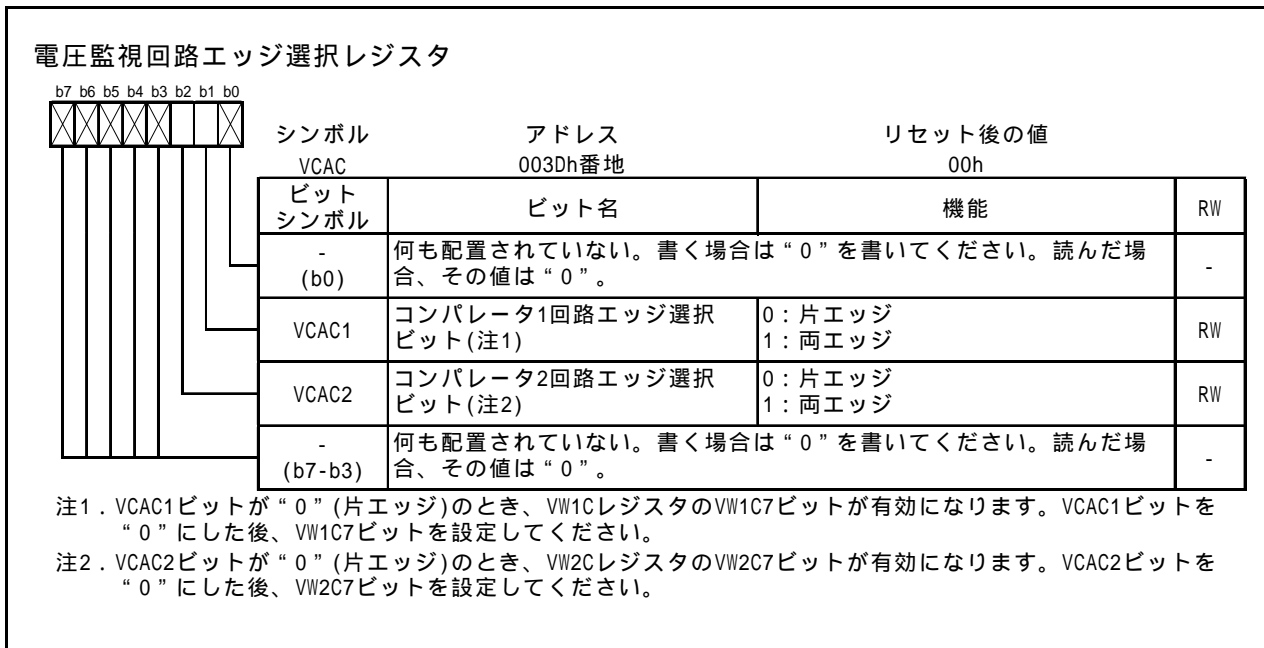 電圧監視回路エッジ選択レジスタ
b7 b6 b5 b4 b3 b2 b1 b0
シンボル アドレス リセット後の値
VCAC 003Dh番地 00h
ビット
シンボル ビット名 機能 RW
-
(b0)
何も配置されていない。書く場合は“0”を書いてください。読んだ場
合、その値は“0”。
-
VCAC1
コンパレータ1回路エッジ選択
ビット(注1)
0：片エッジ
1：両エッジ
RW
VCAC2
コンパレータ2回路エッジ選択
ビット(注2)
0：片エッジ
1：両エッジ
RW
-
(b7-b3)
何も配置されていない。書く場合は“0”を書いてください。読んだ場
合、その値は“0”。
-
注1．VCAC1ビットが“0”(片エッジ)のとき、VW1CレジスタのVW1C7ビットが有効になります。VCAC1ビットを
“0”にした後、VW1C7ビットを設定してください。
注2．VCAC2ビットが“0”(片エッジ)のとき、VW2CレジスタのVW2C7ビットが有効になります。VCAC2ビットを
“0”にした後、VW2C7ビットを設定してください。